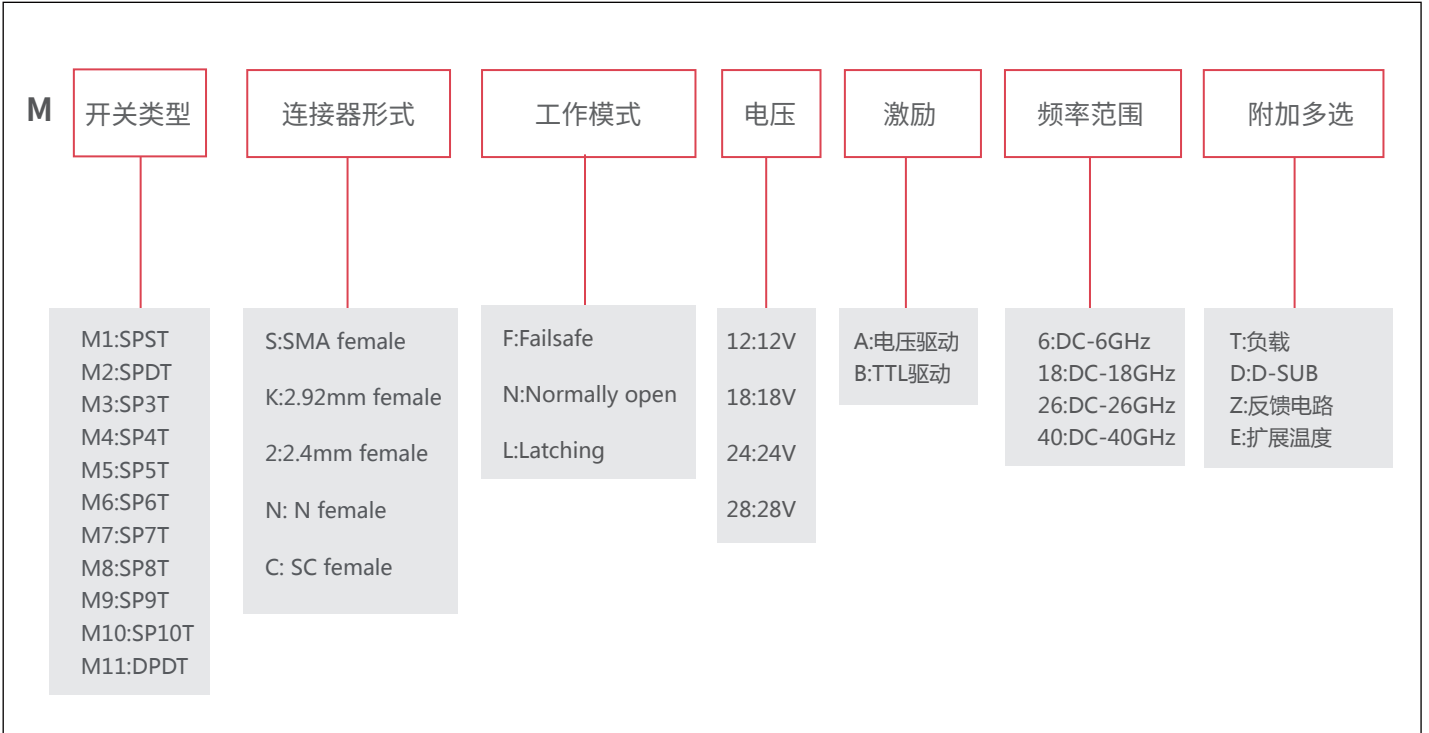 M
开关类型
连接器形式
工作模式
电压
激励
频率范围
附加多选
M1:SPST
M2:SPDT
M3:SP3T
M4:SP4T
M5:SP5T
M6:SP6T
M7:SP7T
M8:SP8T
M9:SP9T
M10:SP10T
M11:DPDT
S:SMA female
K:2.92mm female
2:2.4mm female
N: N female
C: SC female
F:Failsafe
N:Normally open
L:Latching
12:12V
18:18V
24:24V
28:28V
A:电压驱动
B:TTL驱动
6:DC-6GHz
18:DC-18GHz
26:DC-26GHz
40:DC-40GHz
T:负载
D:D-SUB
Z:反馈电路
E:扩展温度